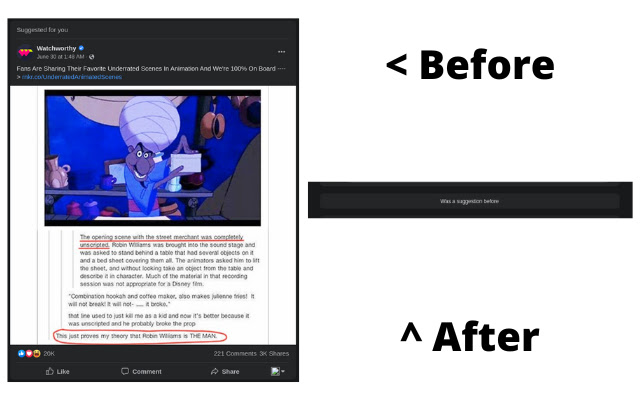 Suggested for you
Watchworthy
June 30 at 1:48 AM ·
Fans Are Sharing Their Favorite Underrated Scenes In Animation And We're 100% On Board ----
> rnkr.co/UnderratedAnimatedScenes
The opening scene with the street merchant was completely
unscripted. Robin Williams was brought into the sound stage and
was asked to stand behind a table that had several objects on it
and a bed sheet covering them all. The animators asked him to lift
the sheet, and without looking take an object from the table and
describe it in character. Much of the material in that recording
session was not appropriate for a Disney film.
"Combination hookah and coffee maker, also makes julienne fries! It
will not break! It will not- ..... it broke."
that line used to just kill me as a kid and now it's better because it
was unscripted and he probably broke the prop
This just proves my theory that Robin Williams is THE MAN.
20K
221 Comments 3K Shares
Like
Comment
Share
< Before
Was a suggestion before
^ After